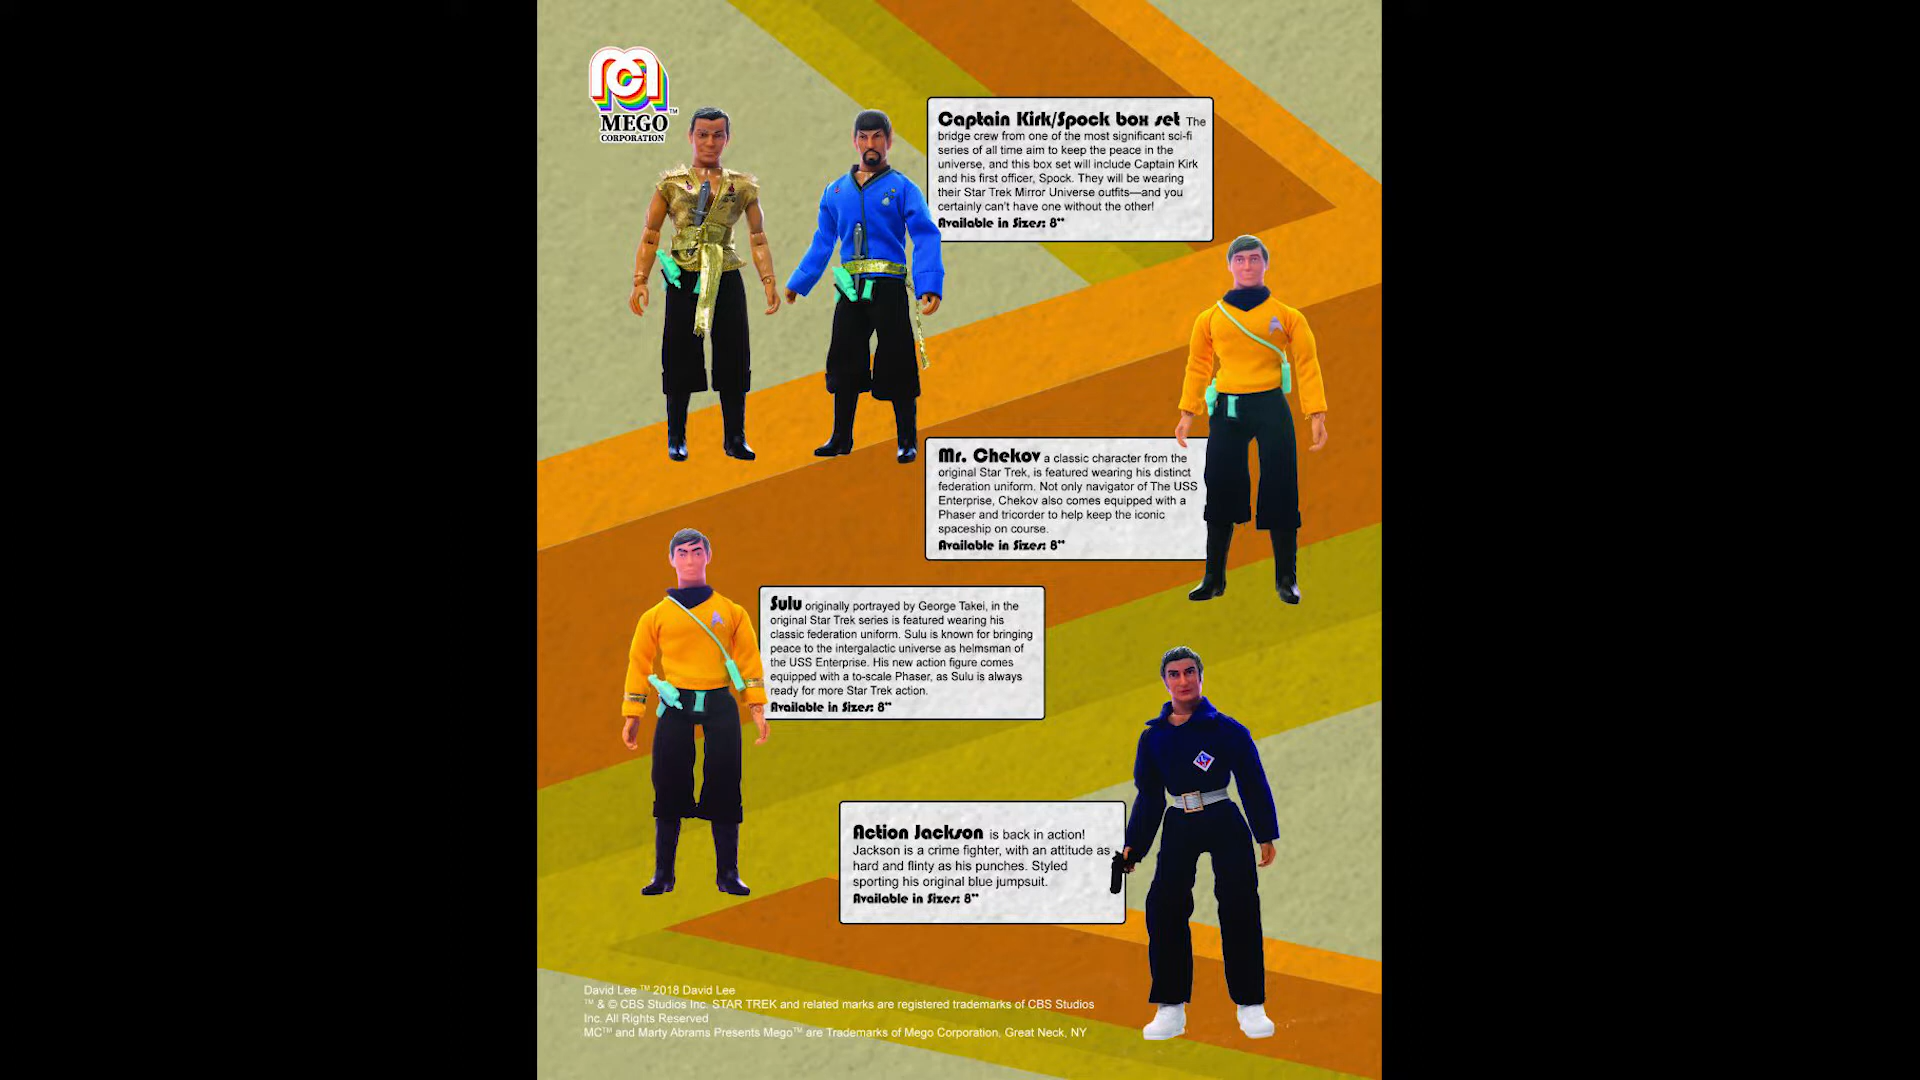 MEGO
CORPORATION
TM
Captain Kirk/Spock box set The
bridge crew from one of the most significant sci-fi
series of all time aim to keep the peace in the
universe, and this box set will include Captain Kirk
and his first officer, Spock. They will be wearing
their Star Trek Mirror Universe outfits—and you
certainly can't have one without the other!
Available in Sizes: 8"
Mr. Chekov a classic character from the
original Star Trek, is featured wearing his distinct
federation uniform. Not only navigator of The USS
Enterprise, Chekov also comes equipped with a
Phaser and tricorder to help keep the iconic
spaceship on course.
Available in Sizes: 8"
Sulu originally portrayed by George Takei, in the
original Star Trek series is featured wearing his
classic federation uniform. Sulu is known for bringing
peace to the intergalactic universe as helmsman of
the USS Enterprise. His new action figure comes
equipped with a to-scale Phaser, as Sulu is always
ready for more Star Trek action.
Available in Sizes: 8"
Action Jackson is back in action!
Jackson is a crime fighter, with an attitude as
hard and flinty as his punches. Styled
sporting his original blue jumpsuit.
Available in Sizes: 8"
David Lee TM 2018 David Lee
TM & © CBS Studios Inc. STAR TREK and related marks are registered trademarks of CBS Studios
Inc. All Rights Reserved
MC™ and Marty Abrams Presents Mego™ are Trademarks of Mego Corporation. Great Neck, NY